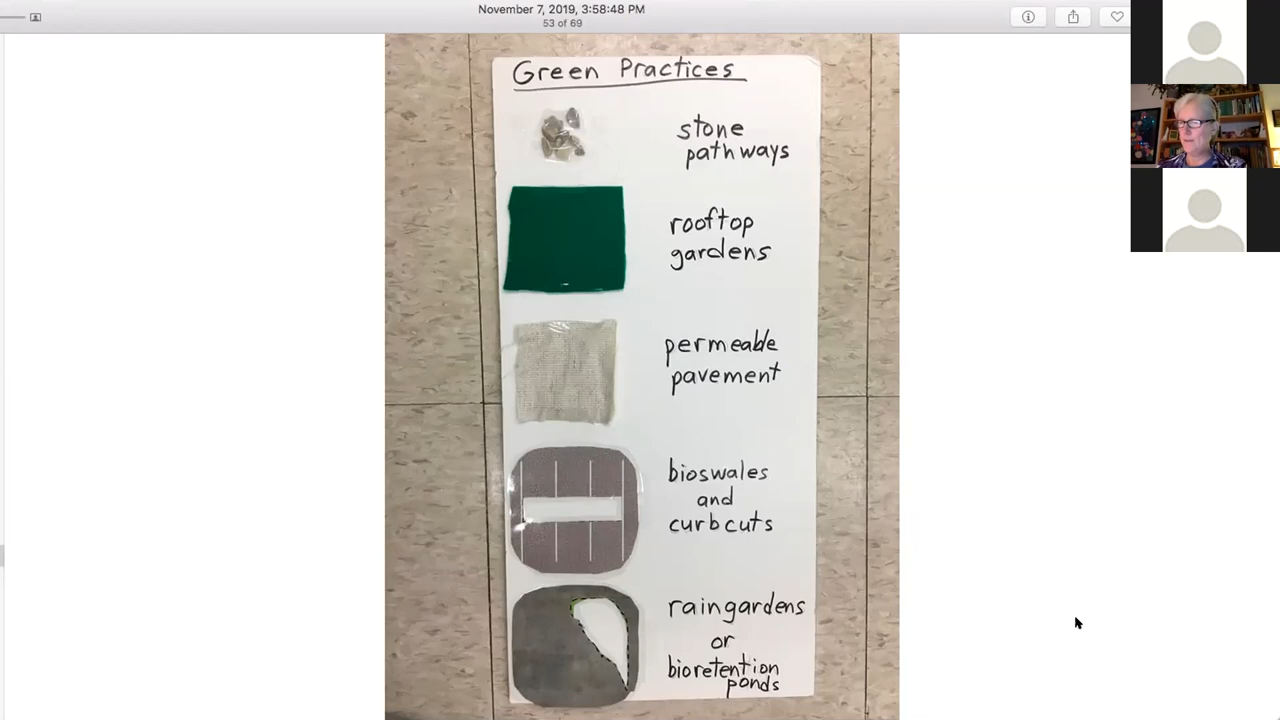 November 7, 2019, 3:58:48 PM
53 of 69
Green Practices
stone
pathways
rooftop
gardens
permeable
pavement
bioswales
and
curbcuts
raingardens
or
bioretention
ponds